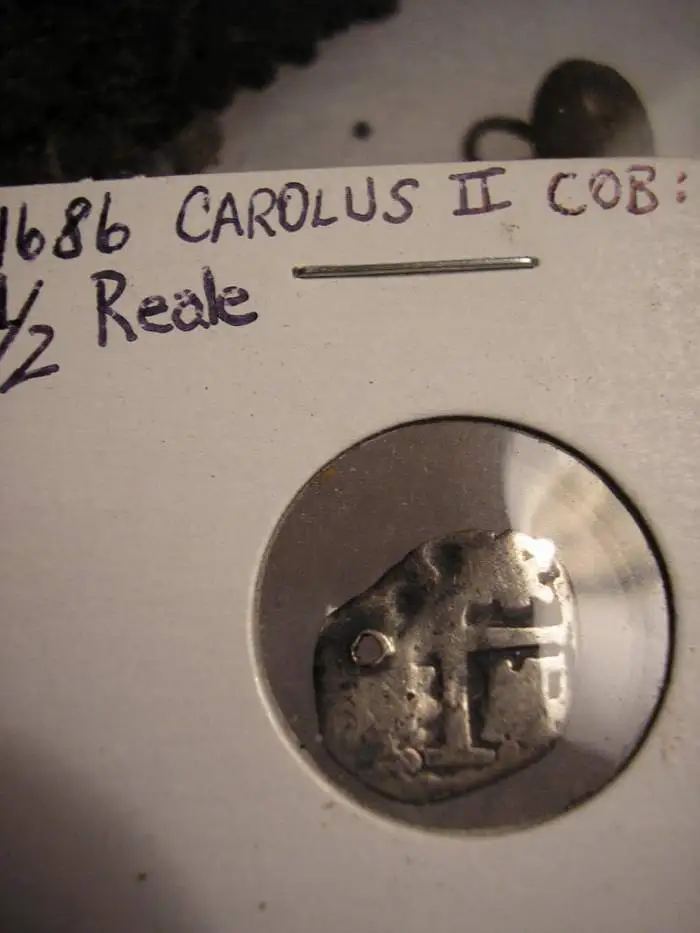 1686 CAROLUS II COB:
1/2 Reale